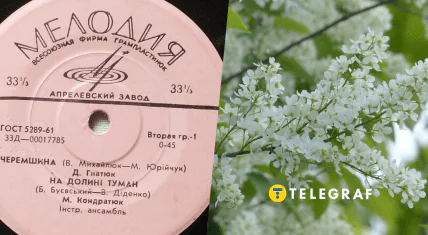 МЕЛОДИЯ
ВСЕСОЮЗНАЯ ФИРМА ГРАМПЛАСТИНОК
33⅓ 33⅓
АПРЕЛЕВСКИЙ ЗАВОД
ГОСТ 5289-61 Вторая гр.-1
33Д—00017785 0-45
ЧЕРЕМШИНА (В. Михайлюк—М. Юрійчук)
Д. Гнатюк
НА ДОЛИНІ ТУМАН
(Б. Буєвський—В. Діденко)
М. Кондратюк
Інстр. ансамбль
TELEGRAF